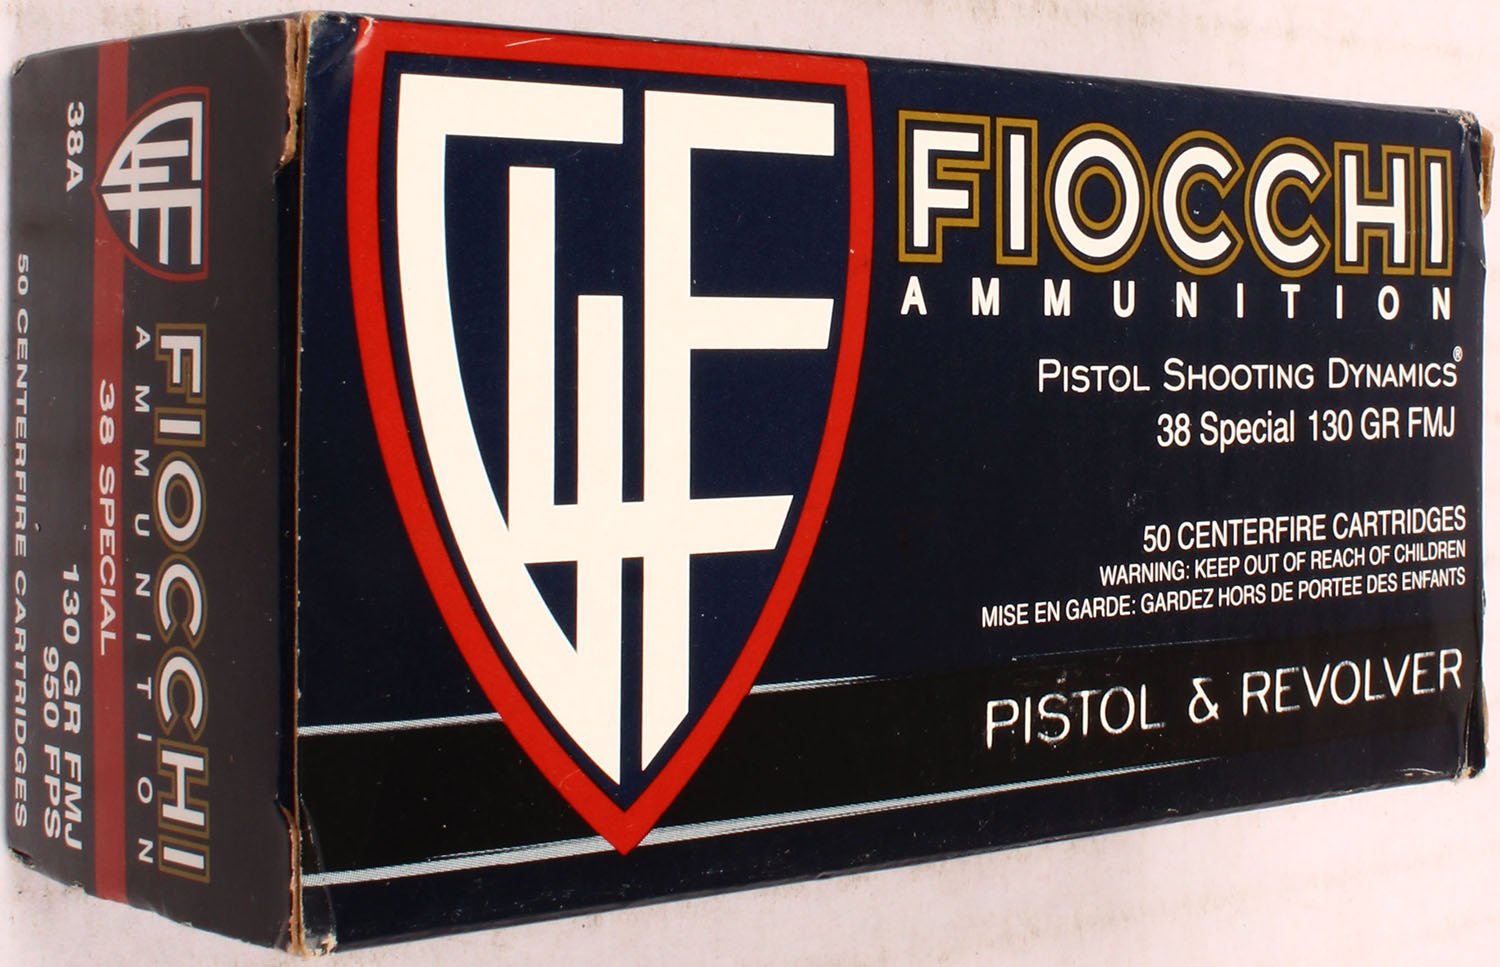 GFL
FIOCCHI
AMMUNITION
PISTOL SHOOTING DYNAMICS®
38 Special 130 GR FMJ
50 CENTERFIRE CARTRIDGES
WARNING: KEEP OUT OF REACH OF CHILDREN
MISE EN GARDE: GARDEZ HORS DE PORTEE DES ENFANTS
PISTOL & REVOLVER
FIOCCHI
AMMUNITION
38 SPECIAL
38A
130 GR FMJ
950 FPS
50 CENTERFIRE CARTRIDGES
GFL